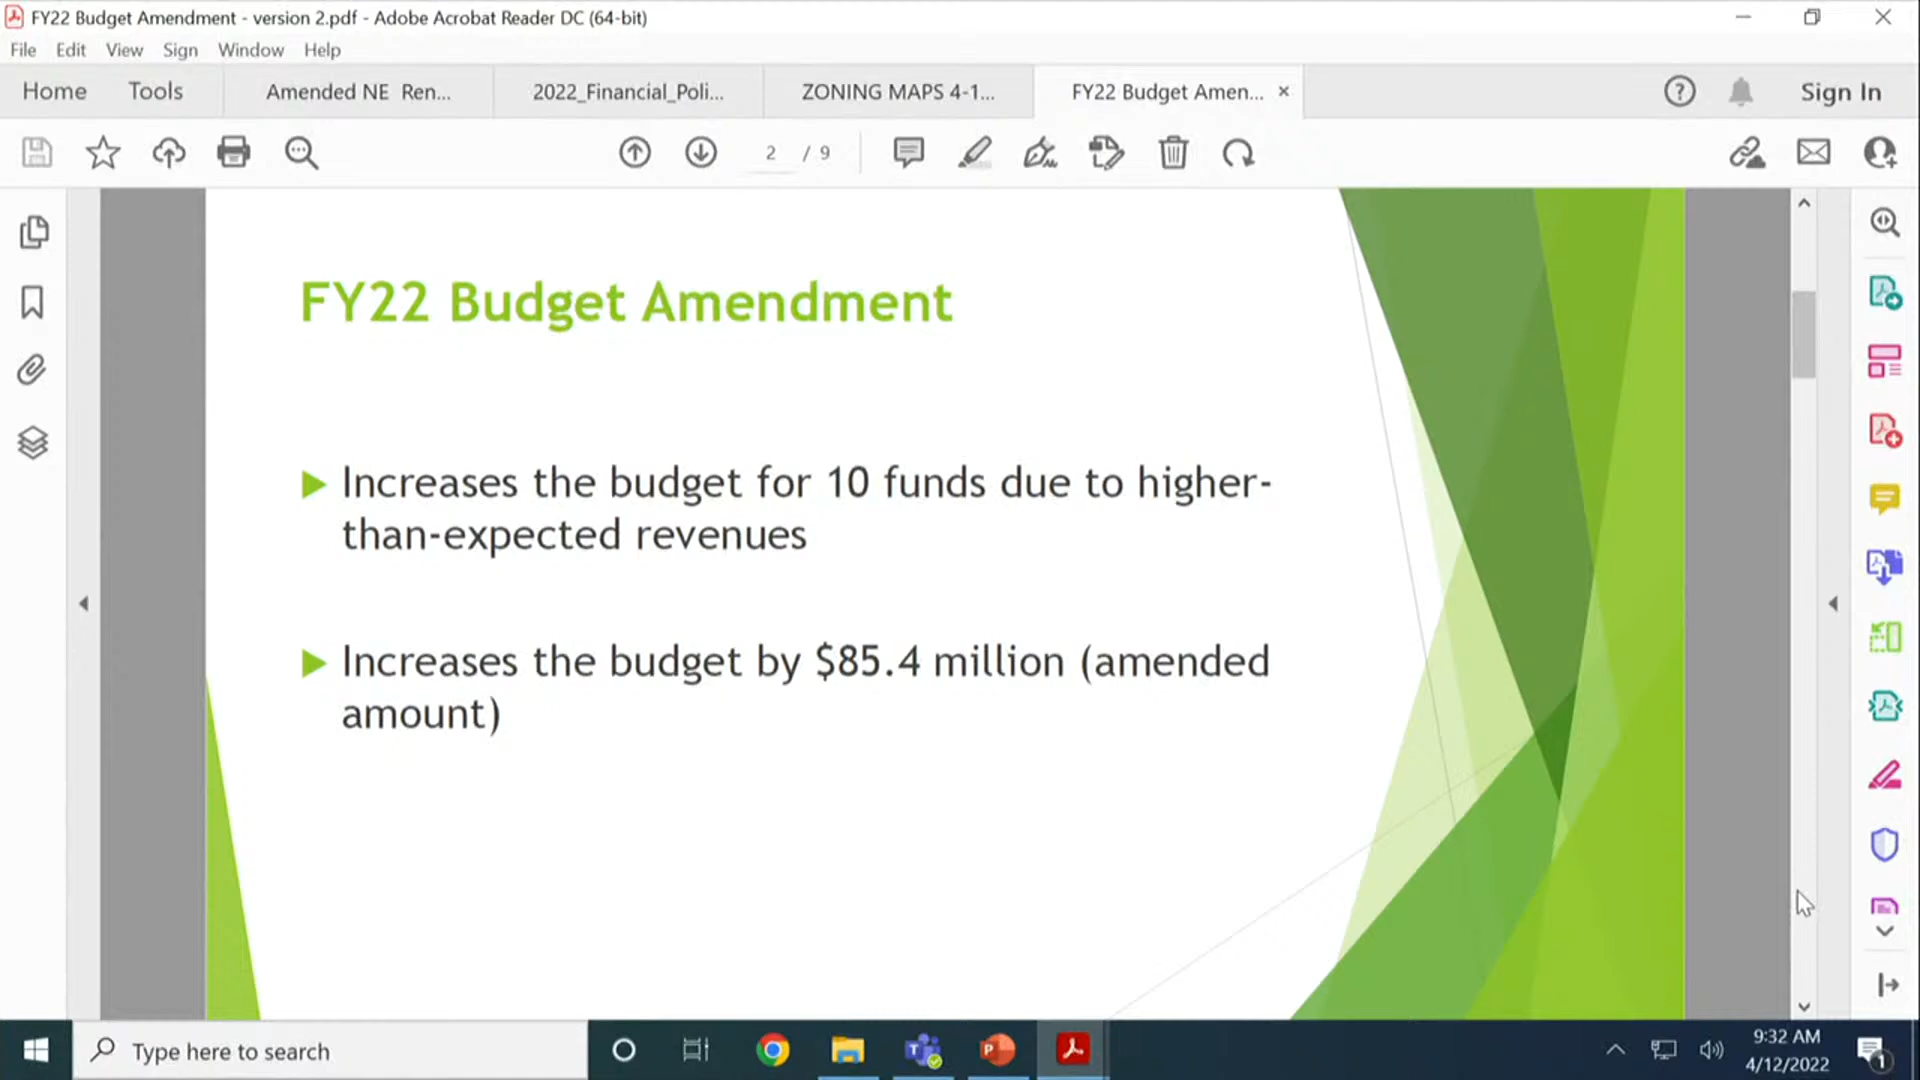 FY22 Budget Amendment - version 2.pdf - Adobe Acrobat Reader DC (64-bit)
File Edit View Sign Window Help
Home Tools Amended NE Ren... 2022_Financial_Poli... ZONING MAPS 4-1... FY22 Budget Amen... × Sign In
2 / 9
FY22 Budget Amendment
Increases the budget for 10 funds due to higher-
than-expected revenues
Increases the budget by $85.4 million (amended
amount)
Type here to search
9:32 AM
4/12/2022
1